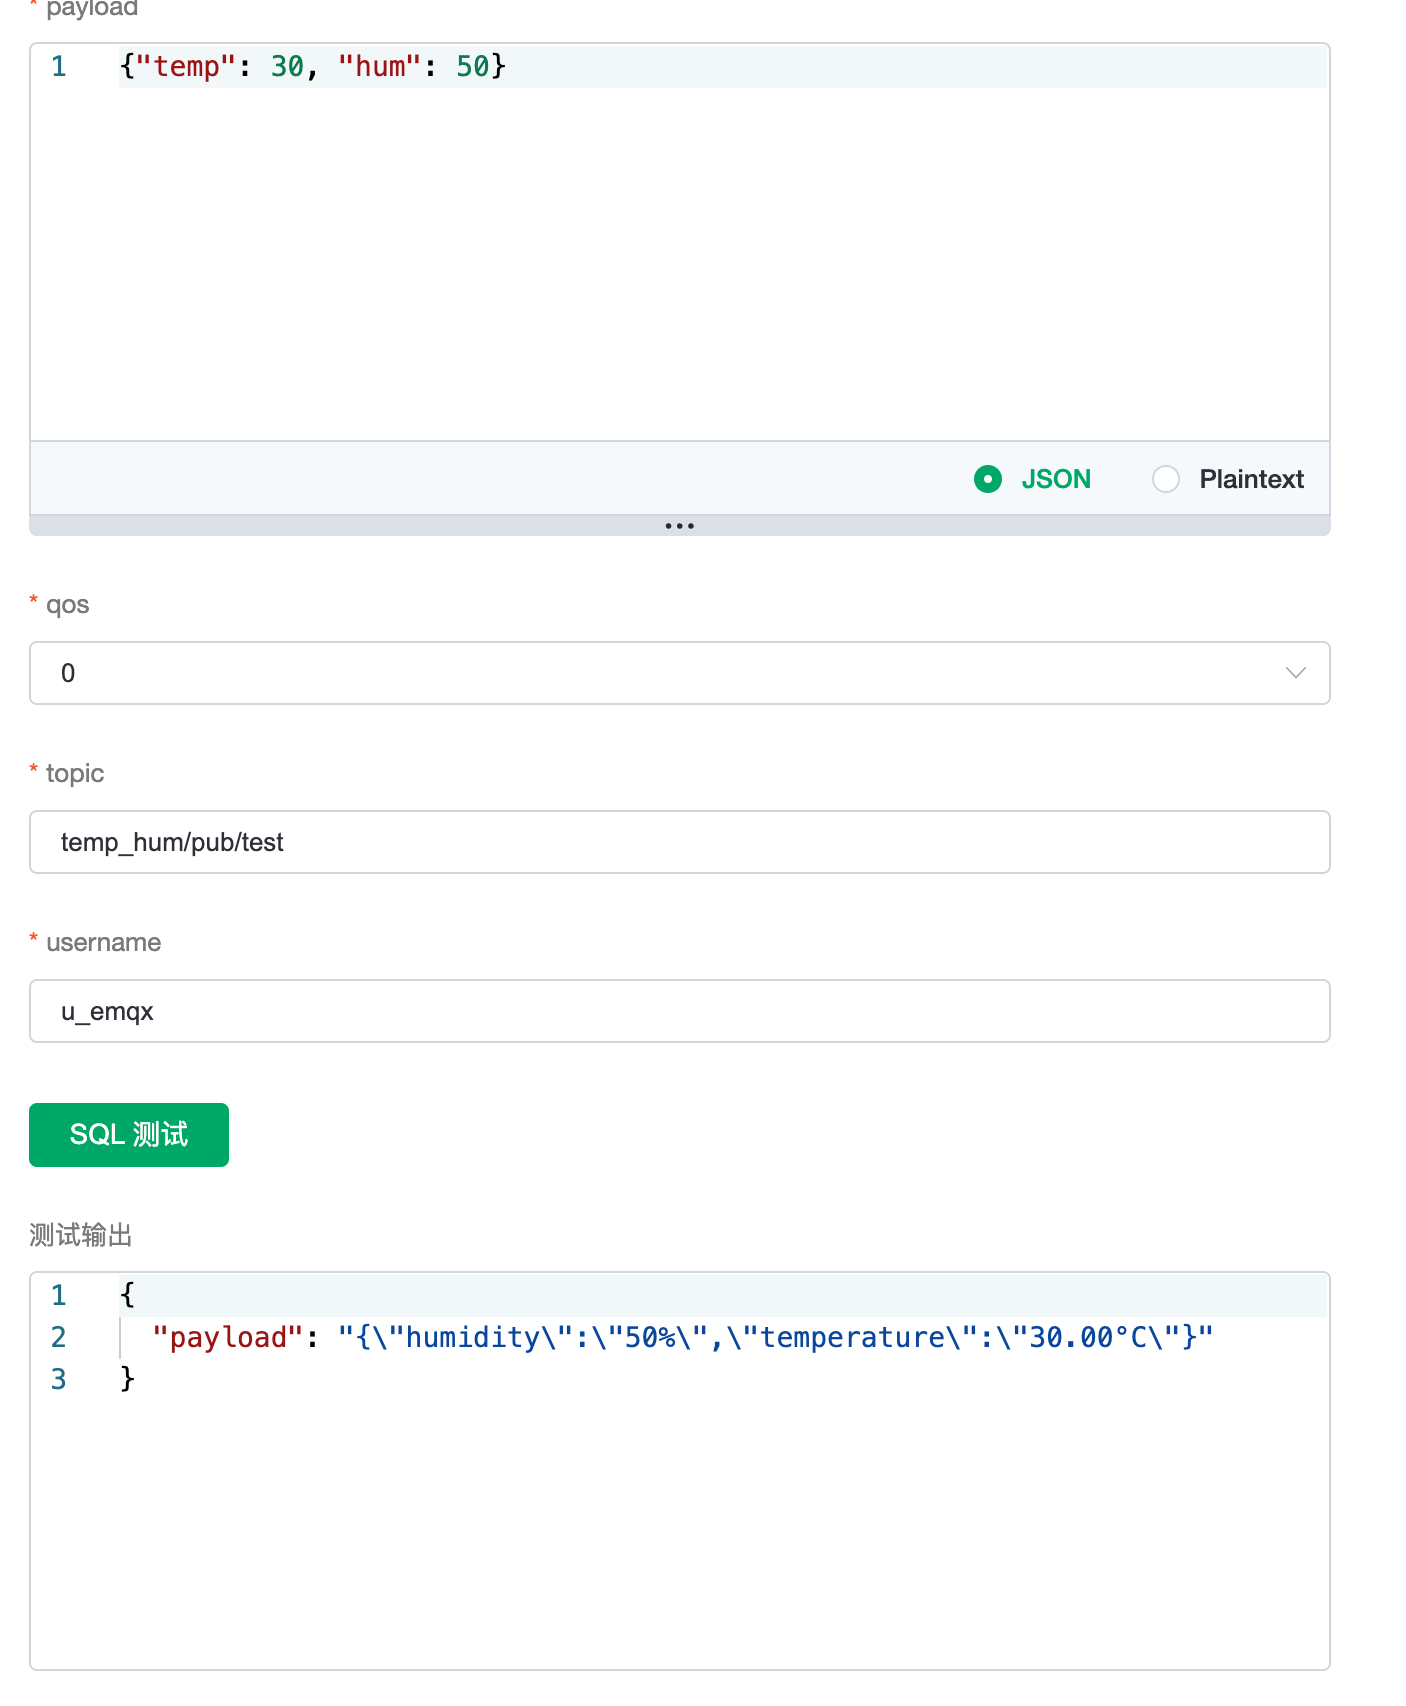 * payload
1 {"temp": 30, "hum": 50}
JSON Plaintext
* qos
0
* topic
temp_hum/pub/test
* username
u_emqx
SQL 测试
测试输出
1 {
2 "payload": "{\"humidity\":\"50%\",\"temperature\":\"30.00°C\"}"
3 }